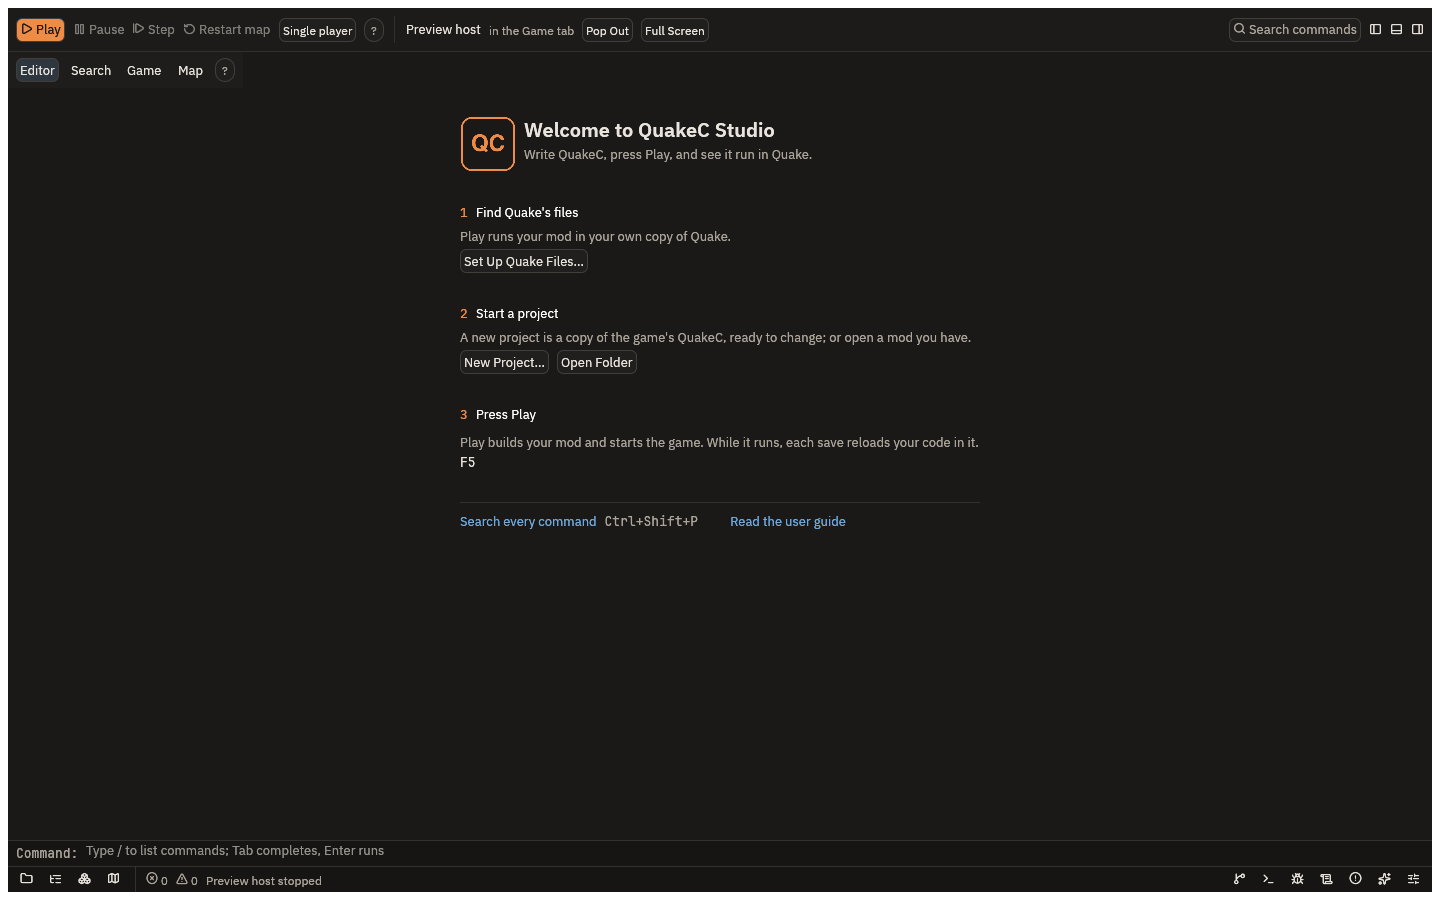 Play Pause Step Restart map Single player ? Preview host in the Game tab Pop Out Full Screen Search commands
Editor Search Game Map ?
QC
Welcome to QuakeC Studio
Write QuakeC, press Play, and see it run in Quake.
1 Find Quake's files
Play runs your mod in your own copy of Quake.
Set Up Quake Files...
2 Start a project
A new project is a copy of the game's QuakeC, ready to change; or open a mod you have.
New Project... Open Folder
3 Press Play
Play builds your mod and starts the game. While it runs, each save reloads your code in it.
F5
Search every command Ctrl+Shift+P Read the user guide
Command: Type / to list commands; Tab completes, Enter runs
0 0 Preview host stopped